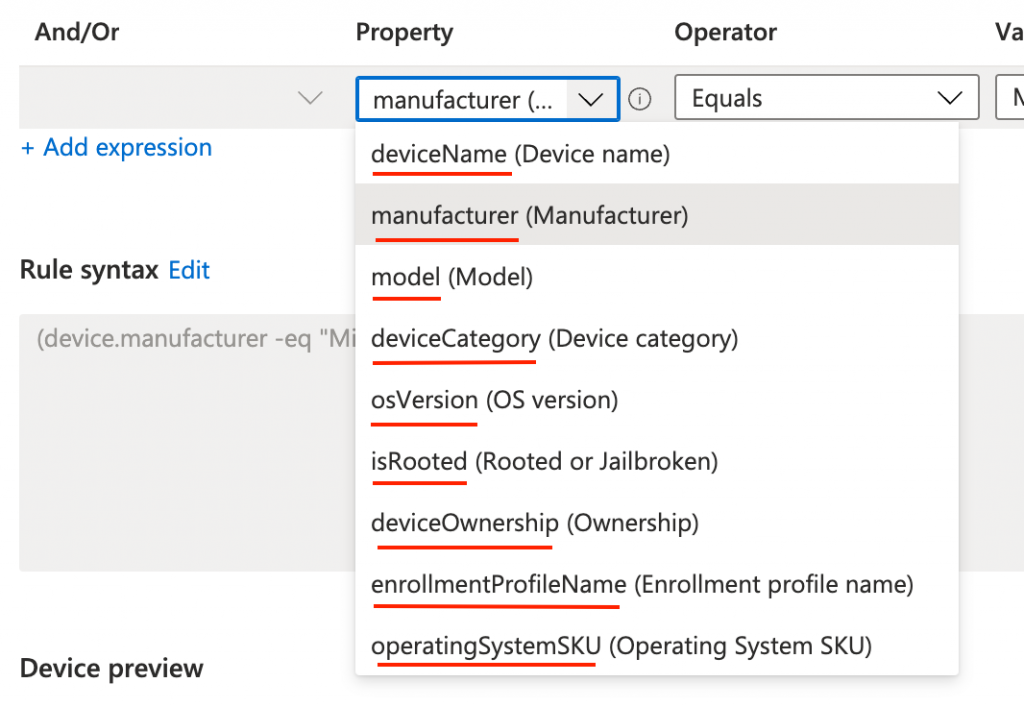 And/Or Property Operator Va
manufacturer (... Equals M
+ Add expression
deviceName (Device name)
manufacturer (Manufacturer)
model (Model)
Rule syntax Edit
(device.manufacturer -eq "Mi
deviceCategory (Device category)
osVersion (OS version)
isRooted (Rooted or Jailbroken)
deviceOwnership (Ownership)
enrollmentProfileName (Enrollment profile name)
operatingSystemSKU (Operating System SKU)
Device preview